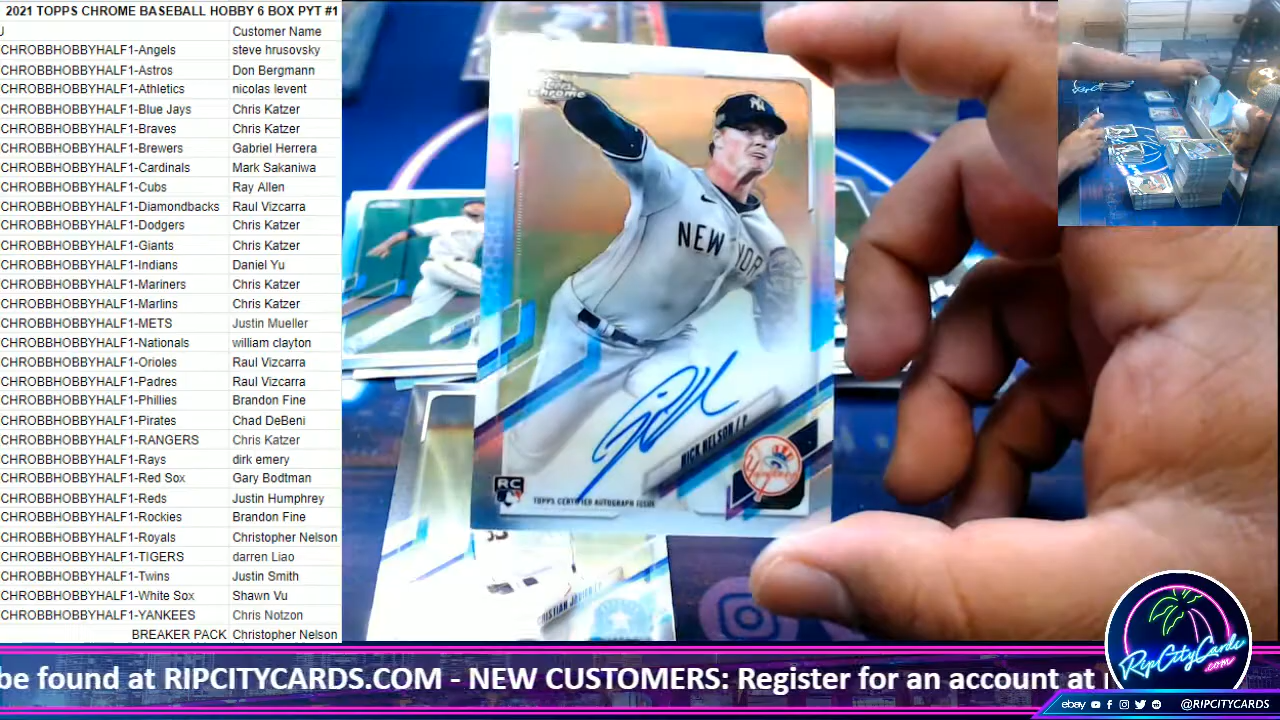 2021 TOPPS CHROME BASEBALL HOBBY 6 BOX PYT #1
Customer Name
CHROBBHOBBYHALF1-Angels steve hrusovsky
CHROBBHOBBYHALF1-Astros Don Bergmann
CHROBBHOBBYHALF1-Athletics nicolas levent
CHROBBHOBBYHALF1-Blue Jays Chris Katzer
CHROBBHOBBYHALF1-Braves Chris Katzer
CHROBBHOBBYHALF1-Brewers Gabriel Herrera
CHROBBHOBBYHALF1-Cardinals Mark Sakaniwa
CHROBBHOBBYHALF1-Cubs Ray Allen
CHROBBHOBBYHALF1-Diamondbacks Raul Vizcarra
CHROBBHOBBYHALF1-Dodgers Chris Katzer
CHROBBHOBBYHALF1-Giants Chris Katzer
CHROBBHOBBYHALF1-Indians Daniel Yu
CHROBBHOBBYHALF1-Mariners Chris Katzer
CHROBBHOBBYHALF1-Marlins Chris Katzer
CHROBBHOBBYHALF1-METS Justin Mueller
CHROBBHOBBYHALF1-Nationals william clayton
CHROBBHOBBYHALF1-Orioles Raul Vizcarra
CHROBBHOBBYHALF1-Padres Raul Vizcarra
CHROBBHOBBYHALF1-Phillies Brandon Fine
CHROBBHOBBYHALF1-Pirates Chad DeBeni
CHROBBHOBBYHALF1-RANGERS Chris Katzer
CHROBBHOBBYHALF1-Rays dirk emery
CHROBBHOBBYHALF1-Red Sox Gary Bodtman
CHROBBHOBBYHALF1-Reds Justin Humphrey
CHROBBHOBBYHALF1-Rockies Brandon Fine
CHROBBHOBBYHALF1-Royals Christopher Nelson
CHROBBHOBBYHALF1-TIGERS darren Liao
CHROBBHOBBYHALF1-Twins Justin Smith
CHROBBHOBBYHALF1-White Sox Shawn Vu
CHROBBHOBBYHALF1-YANKEES Chris Notzon
BREAKER PACK Christopher Nelson
Topps
Chrome
NY
NEW YORK
NICK NELSON / P
RC
TOPPS CERTIFIED AUTOGRAPH ISSUE
CRISTIAN JAVIER / P
be found at RIPCITYCARDS.COM - NEW CUSTOMERS: Register for an account at
RipCityCards
.com
ebay @RIPCITYCARDS